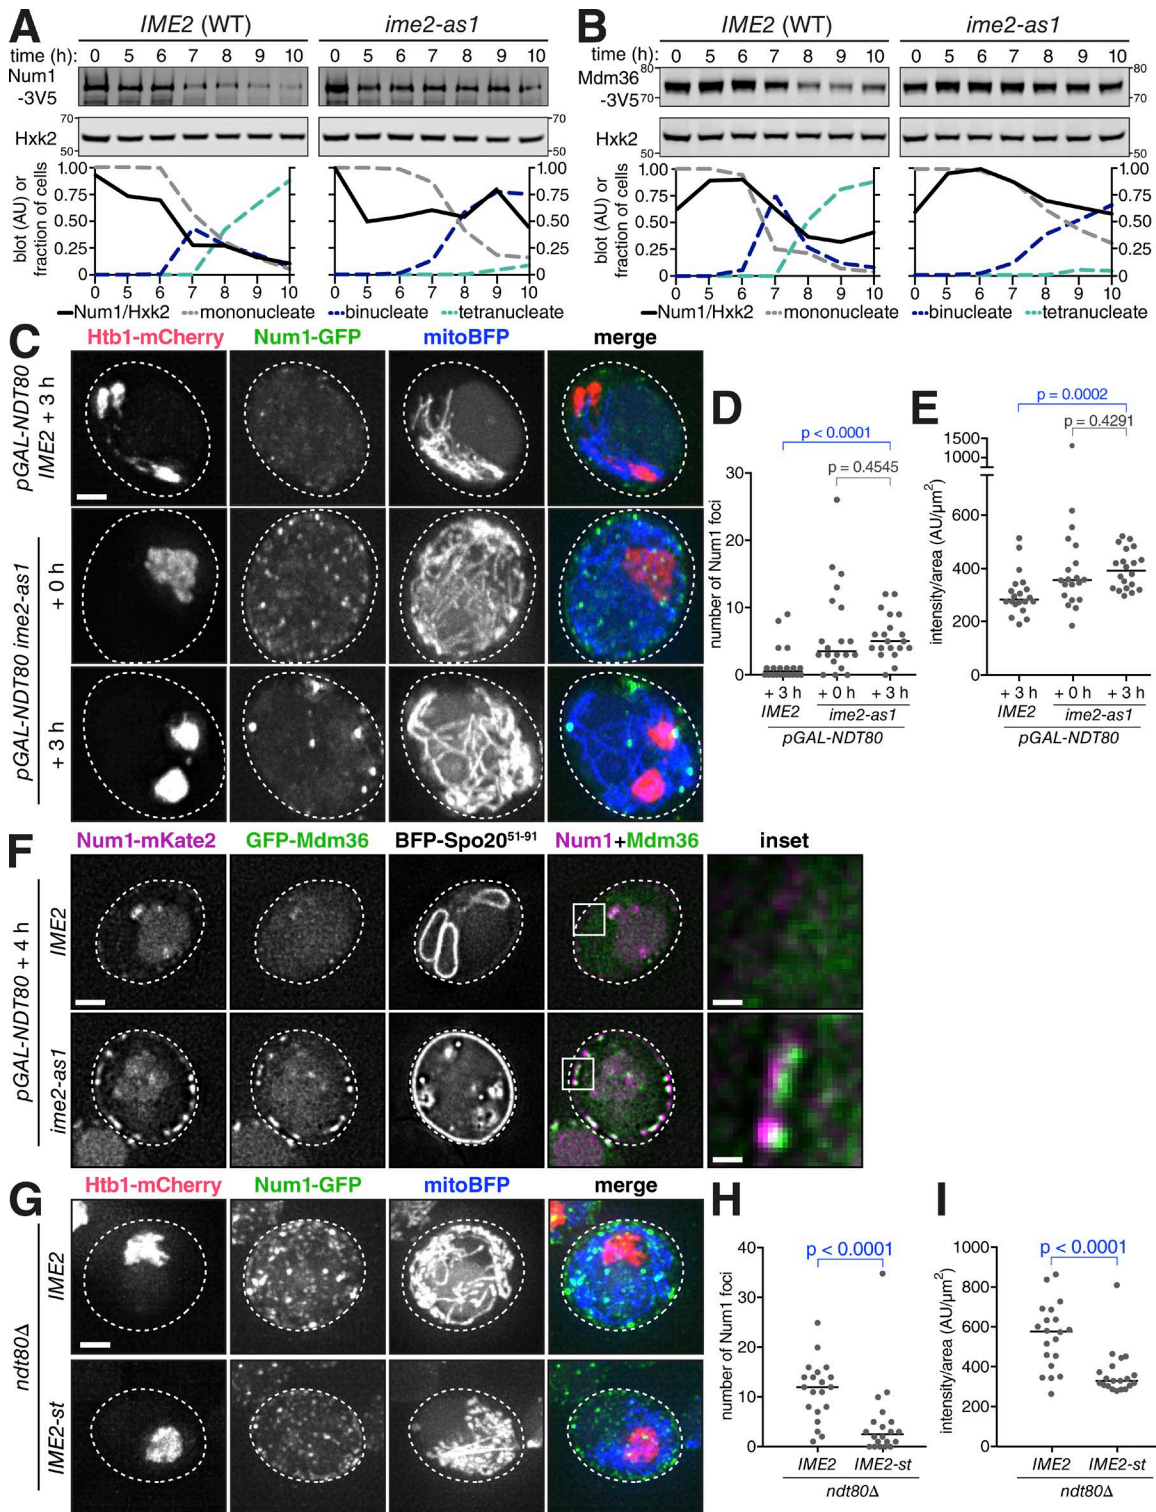 A
IME2 (WT)
ime2-as1
time (h): 0 5 6 7 8 9 10 0 5 6 7 8 9 10
Num1
-3V5
Hxk2
70
50
70
50
blot (AU) or
fraction of cells
1.00
0.75
0.50
0.25
0
1.00
0.75
0.50
0.25
0
0 5 6 7 8 9 10 0 5 6 7 8 9 10
Num1/Hxk2 mononucleate binucleate tetranucleate
B
IME2 (WT)
ime2-as1
time (h): 0 5 6 7 8 9 10 0 5 6 7 8 9 10
Mdm36
-3V5
80
70
80
70
Hxk2
50
50
blot (AU) or
fraction of cells
1.00
0.75
0.50
0.25
0
1.00
0.75
0.50
0.25
0
0 5 6 7 8 9 10 0 5 6 7 8 9 10
Num1/Hxk2 mononucleate binucleate tetranucleate
C
Htb1-mCherry Num1-GFP mitoBFP merge
pGAL-NDT80
IME2 + 3 h
pGAL-NDT80 ime2-as1
+ 0 h
+ 3 h
D
p < 0.0001
p = 0.4545
number of Num1 foci
30
20
10
0
+ 3 h + 0 h + 3 h
IME2 ime2-as1
pGAL-NDT80
E
p = 0.0002
p = 0.4291
intensity/area (AU/µm²)
1500
1000
600
400
200
0
+ 3 h + 0 h + 3 h
IME2 ime2-as1
pGAL-NDT80
F
Num1-mKate2 GFP-Mdm36 BFP-Spo20⁵¹⁻⁹¹ Num1+Mdm36 inset
pGAL-NDT80 + 4 h
IME2
ime2-as1
G
Htb1-mCherry Num1-GFP mitoBFP merge
ndt80Δ
IME2
IME2-st
H
p < 0.0001
number of Num1 foci
40
30
20
10
0
IME2 IME2-st
ndt80Δ
I
p < 0.0001
intensity/area (AU/µm²)
1000
800
600
400
200
0
IME2 IME2-st
ndt80Δ